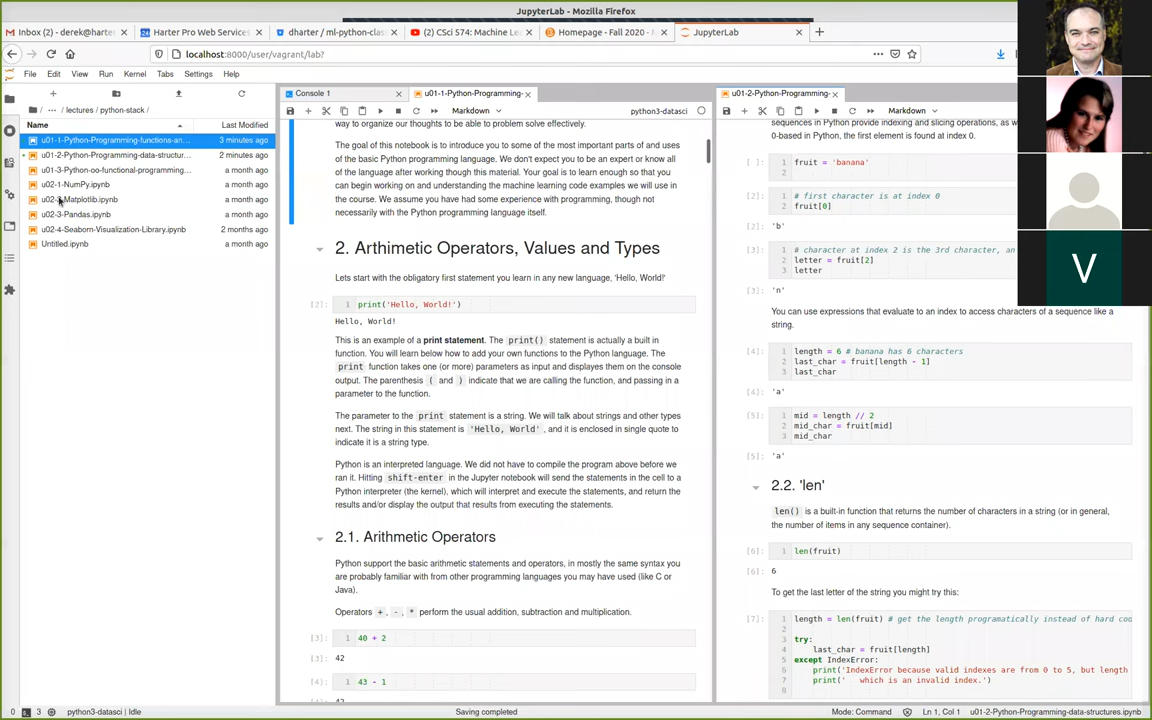 JupyterLab - Mozilla Firefox
Inbox (2) - derek@harte
Harter Pro Web Services
dharter / ml-python-clas
(2) CSci 574: Machine Le
Homepage - Fall 2020 -
JupyterLab
localhost:8000/user/vagrant/lab?
File Edit View Run Kernel Tabs Settings Help
/ ... / lectures / python-stack /
Name Last Modified
u01-1-Python-Programming-functions-an... 3 minutes ago
u01-2-Python-Programming-data-structur... 2 minutes ago
u01-3-Python-oo-functional-programming... a month ago
u02-1-NumPy.ipynb a month ago
u02-2-Matplotlib.ipynb a month ago
u02-3-Pandas.ipynb a month ago
u02-4-Seaborn-Visualization-Library.ipynb 2 months ago
Untitled.ipynb a month ago
Console 1
u01-1-Python-Programming-
Markdown
python3-datasci
way to organize our thoughts to be able to problem solve effectively.
The goal of this notebook is to introduce you to some of the most important parts of and uses
of the basic Python programming language. We don't expect you to be an expert or know all
of the language after working though this material. Your goal is to learn enough so that you
can begin working on and understanding the machine learning code examples we will use in
the course. We assume you have had some experience with programming, though not
necessarily with the Python programming language itself.
2. Arthimetic Operators, Values and Types
Lets start with the obligatory first statement you learn in any new language, 'Hello, World!'
[2]: 1 print('Hello, World!')
Hello, World!
This is an example of a print statement. The print() statement is actually a built in
function. You will learn below how to add your own functions to the Python language. The
print function takes one (or more) parameters as input and displayes them on the console
output. The parenthesis ( and ) indicate that we are calling the function, and passing in a
parameter to the function.
The parameter to the print statement is a string. We will talk about strings and other types
next. The string in this statement is 'Hello, World' , and it is enclosed in single quote to
indicate it is a string type.
Python is an interpreted language. We did not have to compile the program above before we
ran it. Hitting shift-enter in the Jupyter notebook will send the statements in the cell to a
Python interpreter (the kernel), which will interpret and execute the statements, and return the
results and/or display the output that results from executing the statements.
2.1. Arithmetic Operators
Python support the basic arithmetic statements and operators, in mostly the same syntax you
are probably familiar with from other programming languages you may have used (like C or
Java).
Operators + , - , * perform the usual addition, subtraction and multiplication.
[3]: 1 40 + 2
[3]: 42
[4]: 1 43 - 1
u01-2-Python-Programming-
Markdown
sequences in Python provide indexing and slicing operations, as w
0-based in Python, the first element is found at index 0.
[ ]: 1 fruit = 'banana'
2
[2]: 1 # first character is at index 0
2 fruit[0]
[2]: 'b'
[3]: 1 # character at index 2 is the 3rd character, an
2 letter = fruit[2]
3 letter
[3]: 'n'
You can use expressions that evaluate to an index to access characters of a sequence like a
string.
[4]: 1 length = 6 # banana has 6 characters
2 last_char = fruit[length - 1]
3 last_char
[4]: 'a'
[5]: 1 mid = length // 2
2 mid_char = fruit[mid]
3 mid_char
[5]: 'a'
2.2. 'len'
len() is a built-in function that returns the number of characters in a string (or in general,
the number of items in any sequence container).
[6]: 1 len(fruit)
[6]: 6
To get the last letter of the string you might try this:
[7]: 1 length = len(fruit) # get the length programatically instead of hard cod
2
3 try:
4 last_char = fruit[length]
5 except IndexError:
6 print('IndexError because valid indexes are from 0 to 5, but length
7 print(' which is an invalid index.')
8
V
0 3 python3-datasci | Idle
Saving completed
Mode: Command
Ln 1, Col 1
u01-2-Python-Programming-data-structures.ipynb